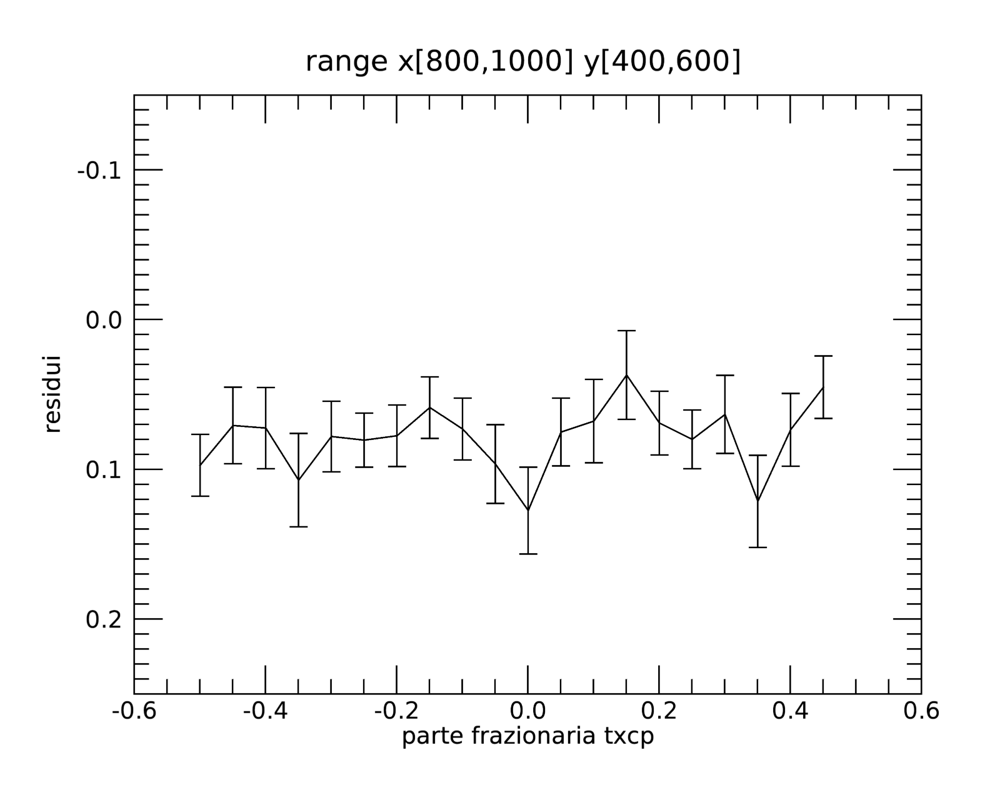 range x[800,1000] y[400,600]
-0.1
0.0
0.1
0.2
residui
-0.6 -0.4 -0.2 0.0 0.2 0.4 0.6
parte frazionaria txcp